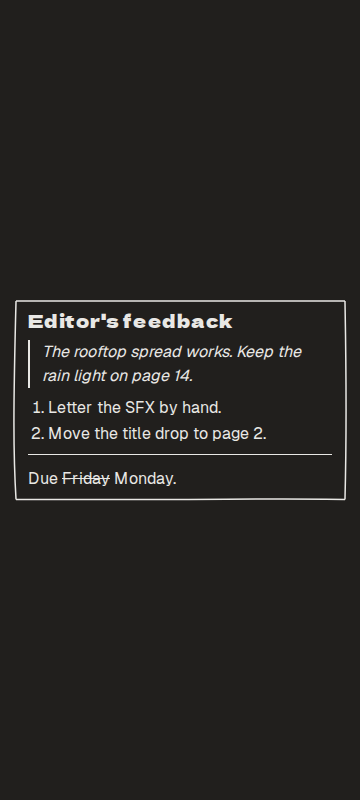 Editor's feedback
The rooftop spread works. Keep the
rain light on page 14.
1. Letter the SFX by hand.
2. Move the title drop to page 2.
Due Friday Monday.